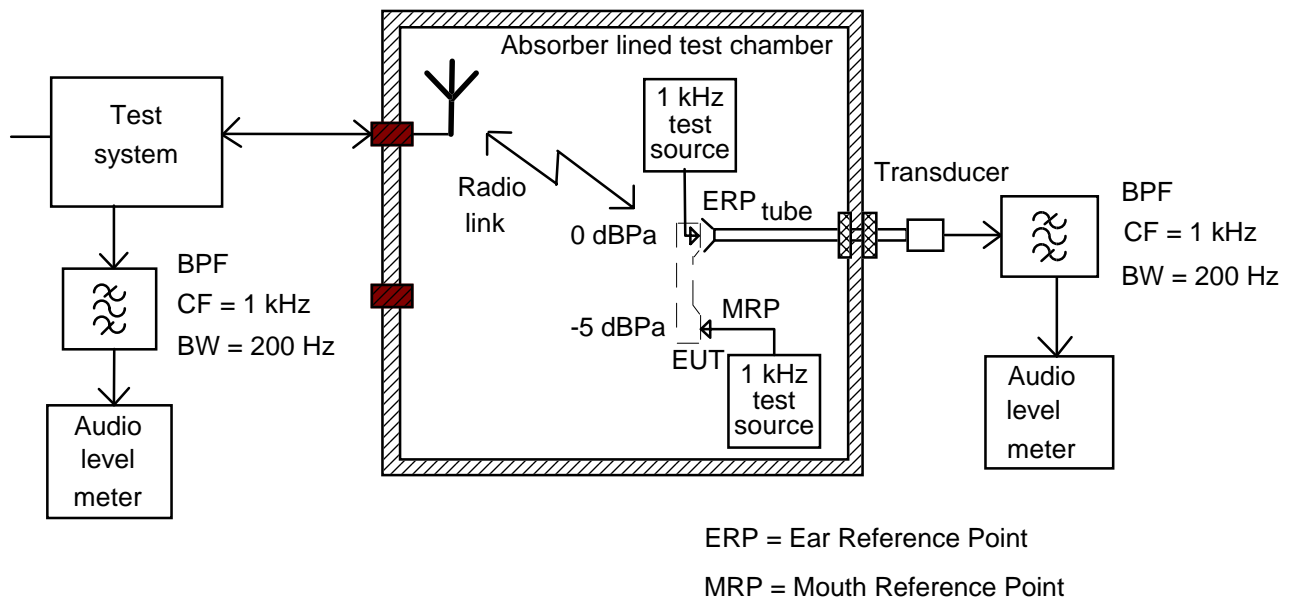 Absorber lined test chamber
Test
system
Radio
link
1 kHz
test
source
ERP
tube
Transducer
0 dBPa
-5 dBPa
MRP
EUT
1 kHz
test
source
BPF
CF = 1 kHz
BW = 200 Hz
Audio
level
meter
BPF
CF = 1 kHz
BW = 200 Hz
Audio
level
meter
ERP = Ear Reference Point
MRP = Mouth Reference Point